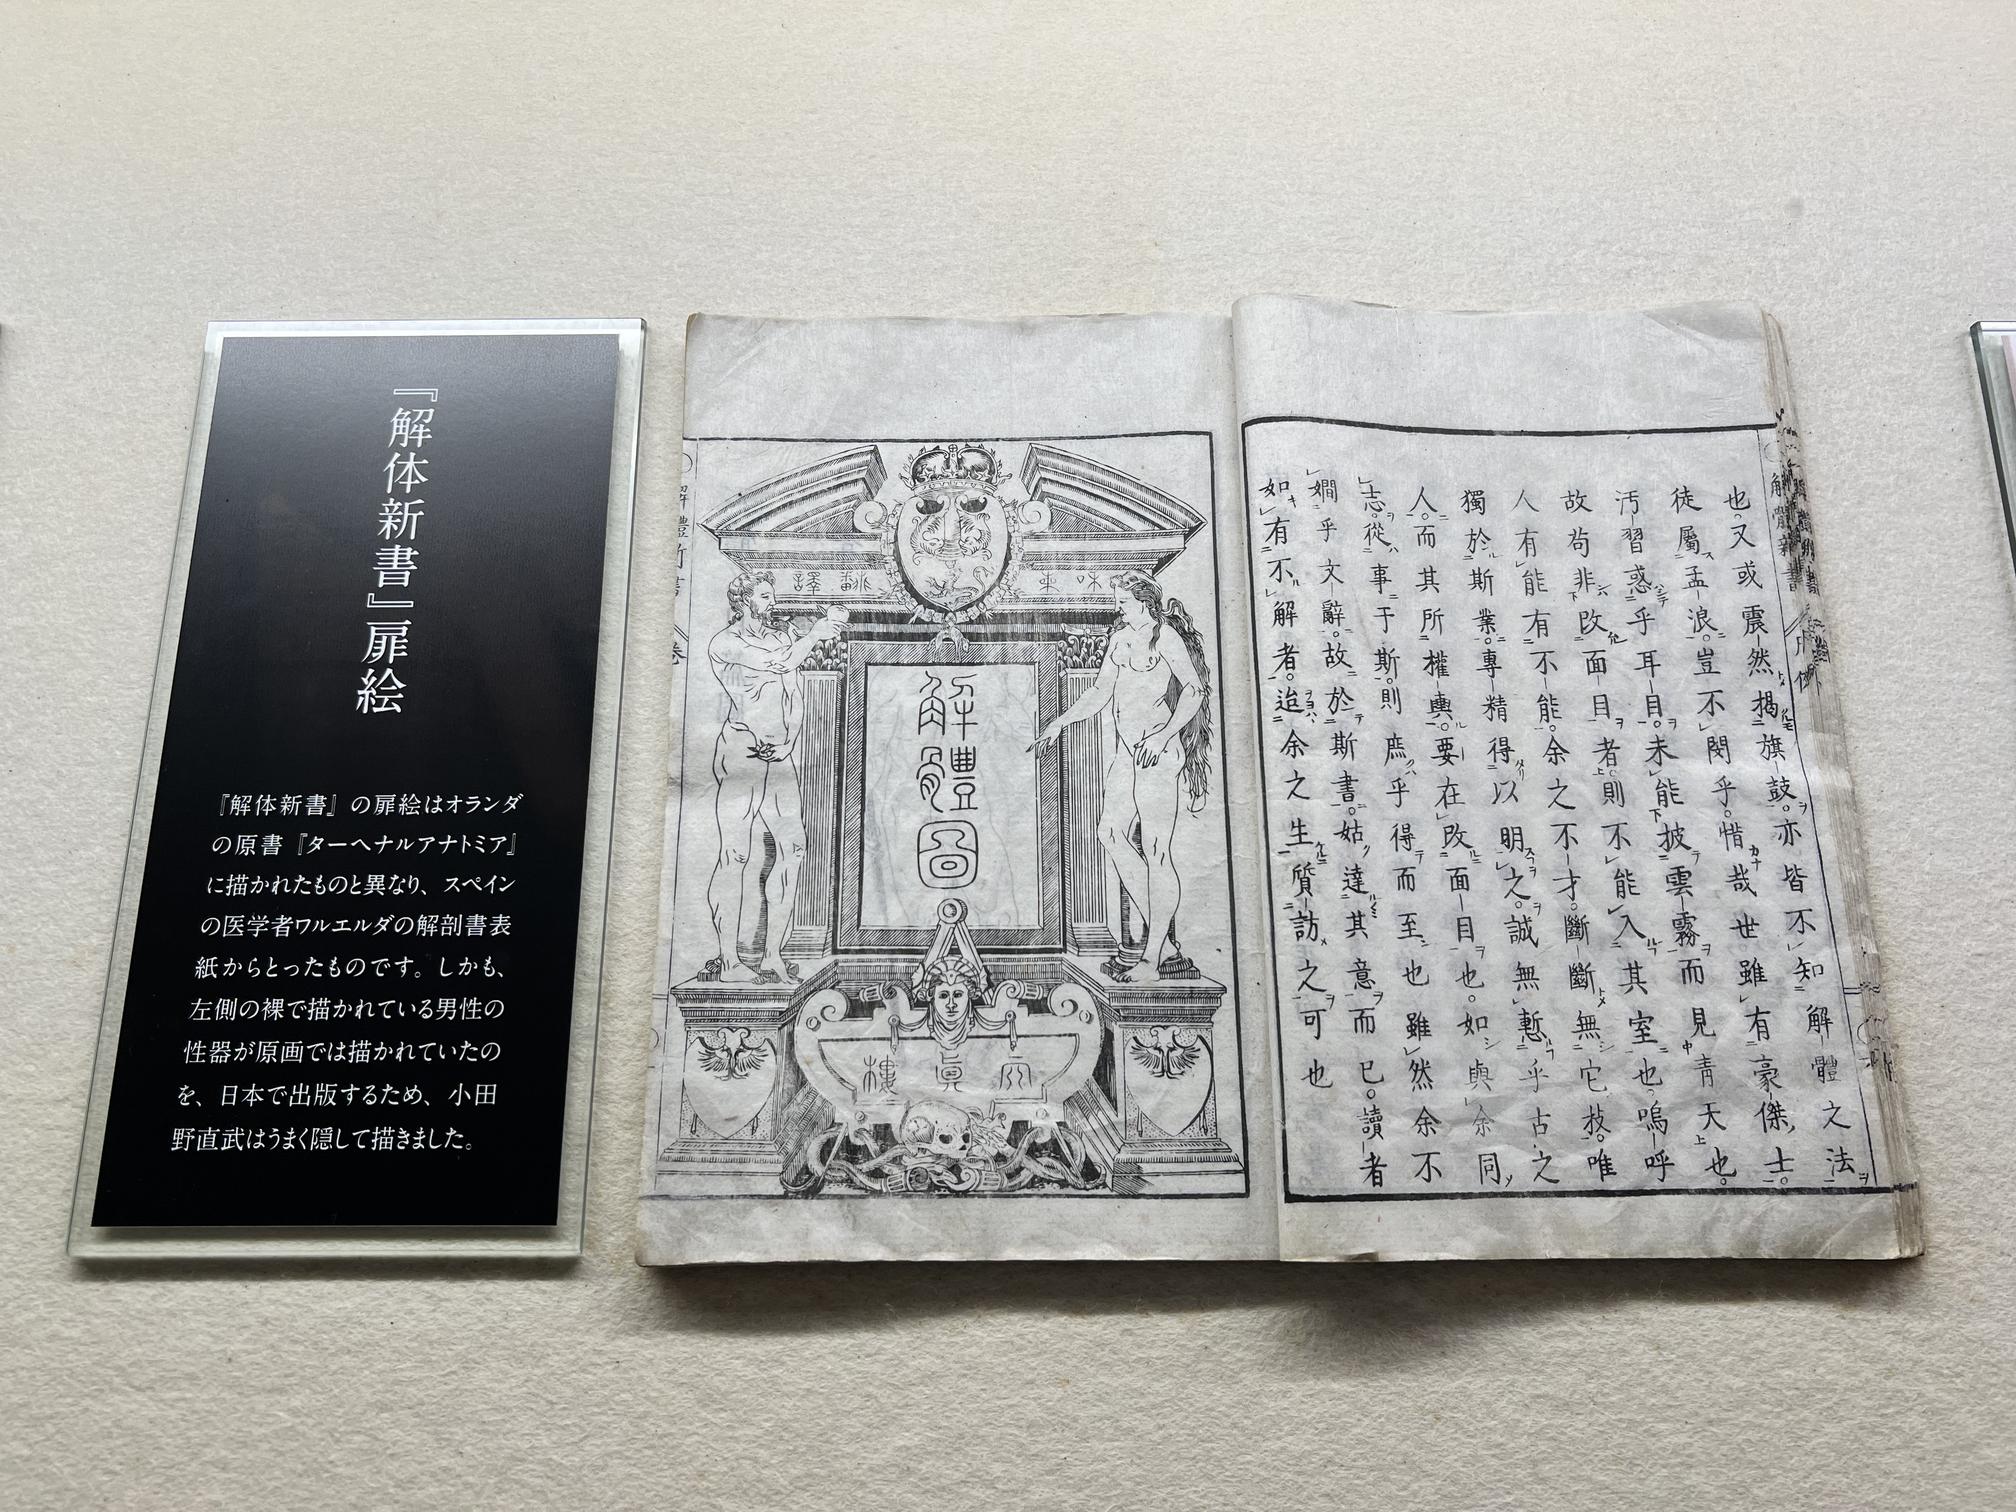 『解体新書』扉絵
『解体新書』の扉絵はオランダ
の原書『ターヘナルアナトミア』
に描かれたものと異なり、スペイン
の医学者ワルエルダの解剖書表
紙からとったものです。しかも、
左側の裸で描かれている男性の
性器が原画では描かれていたの
を、日本で出版するため、小田
野直武はうまく隠して描きました。
解體新書
也。又或震然揭旗鼓。亦皆不知解體之法
徒屬孟浪。豈不閔乎。惜哉世雖有豪傑士。
汚習惑乎耳目。未能披雲霧而見青天也。
故苟非改面目者則不能入其室也。嗚呼
人有能有不能。余之不才。斷斷無它技。唯
獨於斯業。專精得以明之。誠無慙乎古之
人。而其所權輿。要在改面目也。如與余同
志。從事于斯。則庶乎得而至也雖然余不
嫺乎文辭。故於斯書。姑達其意而已。讀者
如有不解者。迨余之生質訪之可也
飜譯
解體圖
天眞樓
解體新書